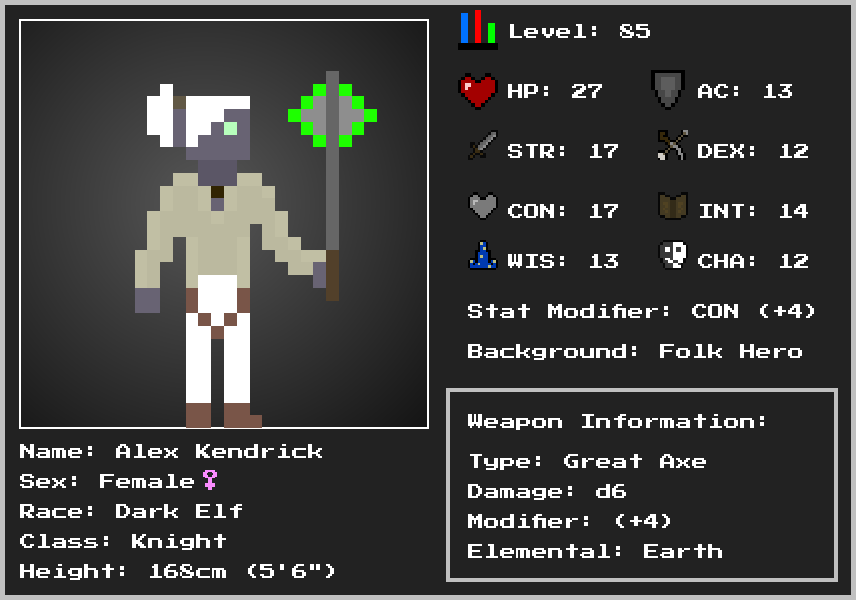 Level: 85
HP: 27 AC: 13
STR: 17 DEX: 12
CON: 17 INT: 14
WIS: 13 CHA: 12
Stat Modifier: CON (+4)
Background: Folk Hero
Weapon Information:
Type: Great Axe
Damage: d6
Modifier: (+4)
Elemental: Earth
Name: Alex Kendrick
Sex: Female♀
Race: Dark Elf
Class: Knight
Height: 168cm (5'6")